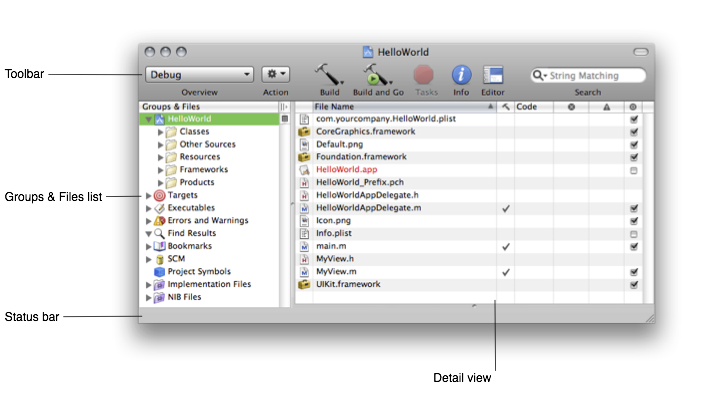 HelloWorld
Toolbar
Debug
String Matching
Overview
Action
Build
Build and Go
Tasks
Info
Editor
Search
Groups & Files
File Name
Code
HelloWorld
Classes
Other Sources
Resources
Frameworks
Products
Targets
Executables
Errors and Warnings
Find Results
Bookmarks
SCM
Project Symbols
Implementation Files
NIB Files
com.yourcompany.HelloWorld.plist
CoreGraphics.framework
Default.png
Foundation.framework
HelloWorld.app
HelloWorld_Prefix.pch
HelloWorldAppDelegate.h
HelloWorldAppDelegate.m
Icon.png
Info.plist
main.m
MyView.h
MyView.m
UIKit.framework
Groups & Files list
Status bar
Detail view